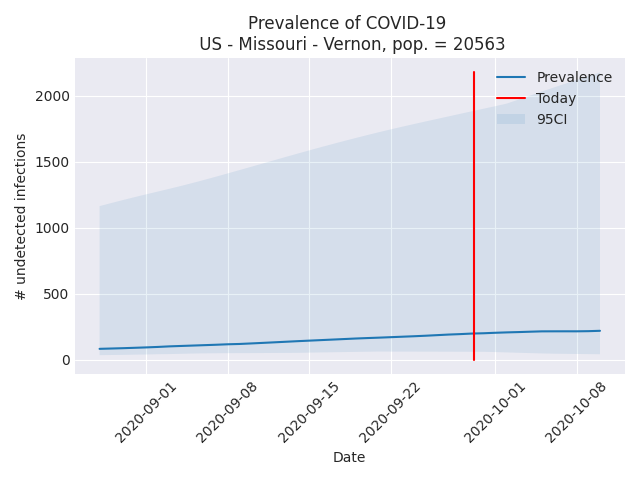 Prevalence of COVID-19
US - Missouri - Vernon, pop. = 20563
Prevalence
Today
95CI
2000
1500
1000
500
0
# undetected infections
2020-09-01
2020-09-08
2020-09-15
2020-09-22
2020-10-01
2020-10-08
Date